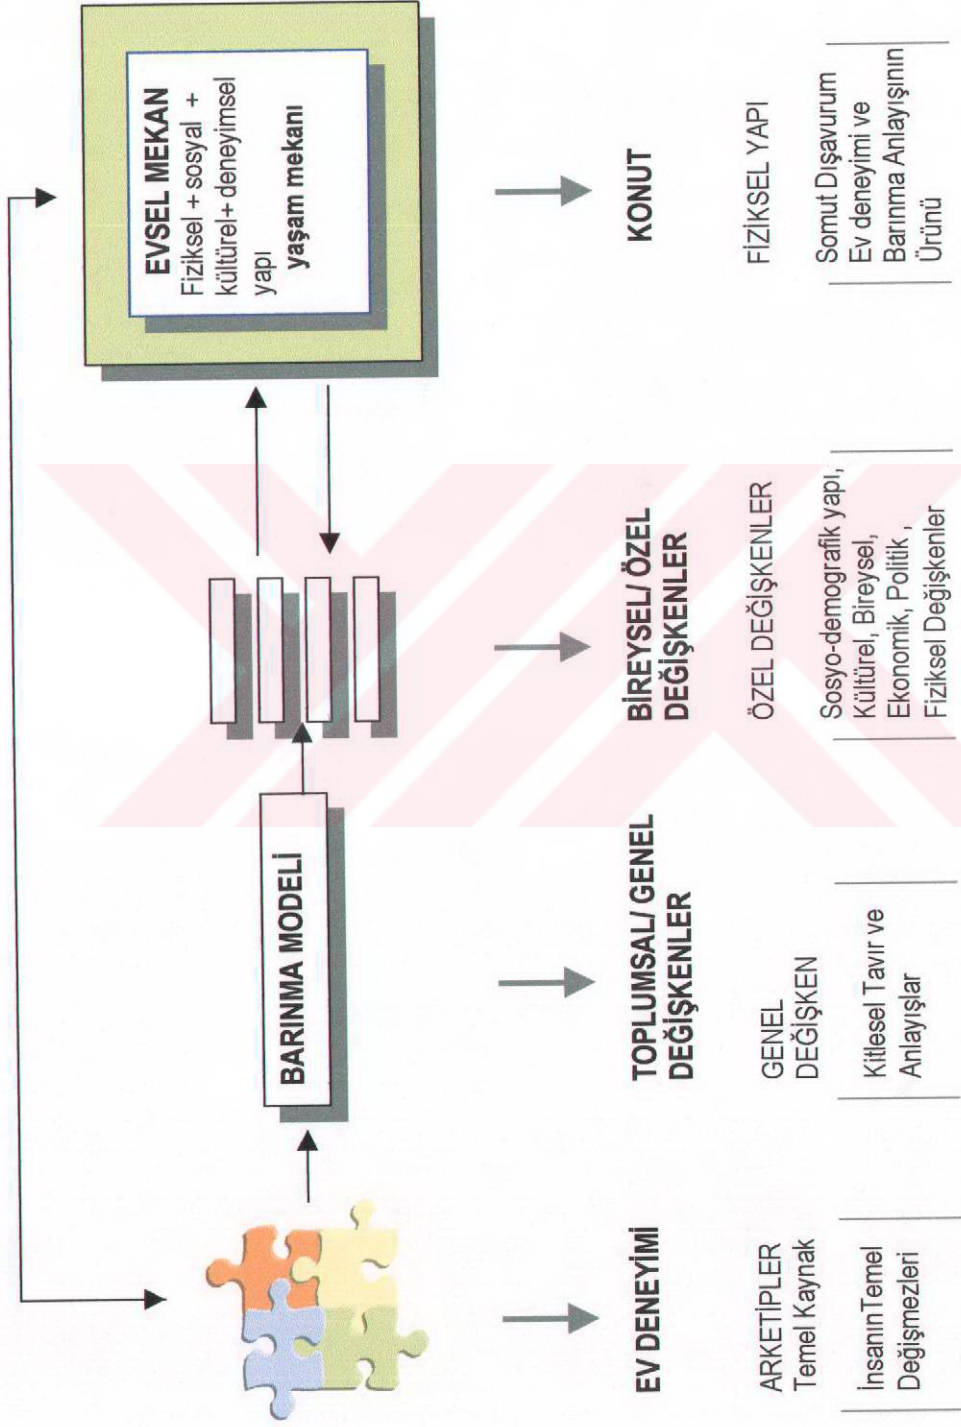 EVSEL MEKAN
Fiziksel + sosyal +
kültürel+ deneyimsel
yapı
yaşam mekanı
BARINMA MODELİ
EV DENEYİMİ
ARKETİPLER
Temel Kaynak
İnsanınTemel
Değişmezleri
TOPLUMSAL/ GENEL
DEĞİŞKENLER
GENEL
DEĞİŞKEN
Kitlesel Tavır ve
Anlayışlar
BİREYSEL/ ÖZEL
DEĞİŞKENLER
ÖZEL DEĞİŞKENLER
Sosyo-demografik yapı,
Kültürel, Bireysel,
Ekonomik, Politik ,
Fiziksel Değişkenler
KONUT
FİZİKSEL YAPI
Somut Dışavurum
Ev deneyimi ve
Barınma Anlayışının
Ürünü